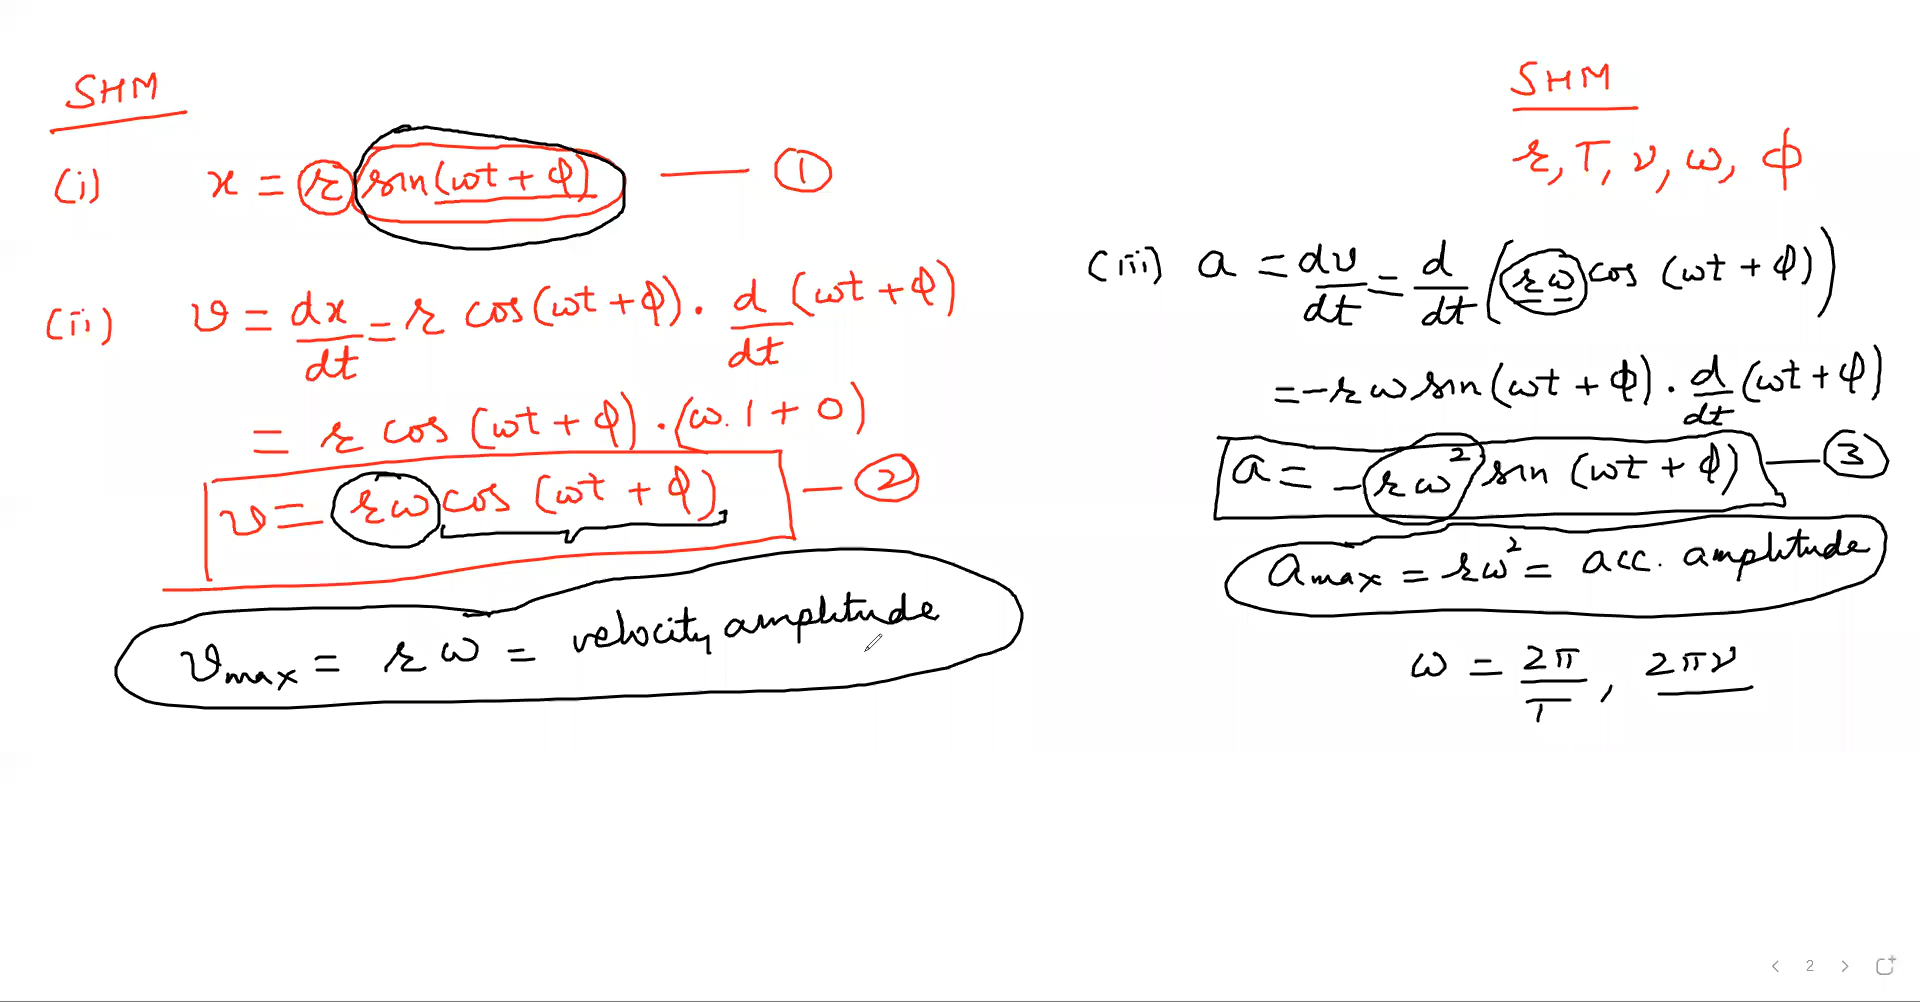 SHM
(i) x = r sin(ωt + φ) — 1
(ii) v = dx/dt = r cos(ωt + φ) · d/dt (ωt + φ)
= r cos(ωt + φ) · (ω.1 + 0)
v = rω cos(ωt + φ) — 2
v_max = rω = velocity amplitude
SHM
r, T, ν, ω, φ
(iii) a = dv/dt = d/dt (rω cos(ωt + φ))
= -rω sin(ωt + φ) · d/dt (ωt + φ)
a = -rω² sin(ωt + φ) — 3
a_max = rω² = acc. amplitude
ω = 2π/T, 2πν
2